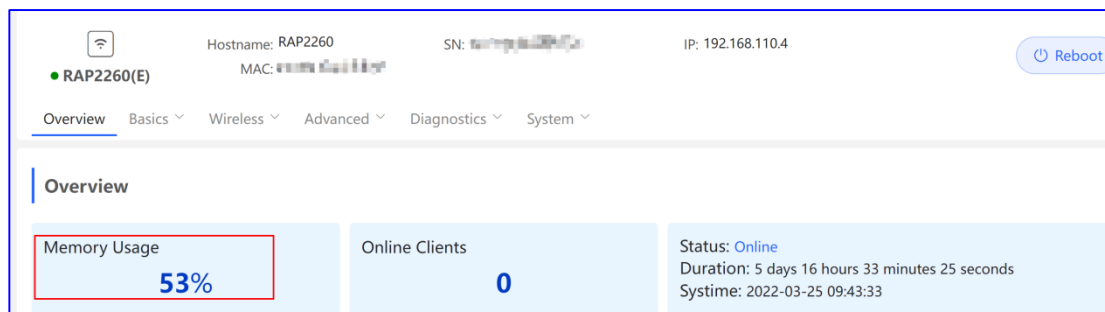 Hostname: RAP2260 SN: IP: 192.168.110.4
Reboot
RAP2260(E) MAC:
Overview Basics Wireless Advanced Diagnostics System
Overview
Memory Usage Online Clients Status: Online
Duration: 5 days 16 hours 33 minutes 25 seconds
53% 0 Systime: 2022-03-25 09:43:33